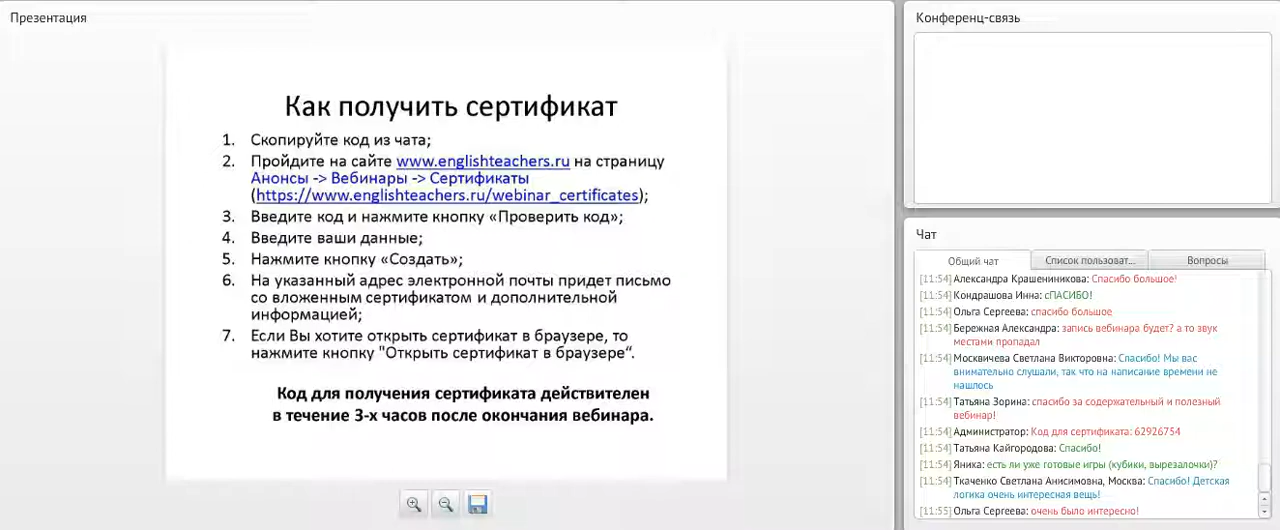 Презентация
Как получить сертификат
1. Скопируйте код из чата;
2. Пройдите на сайте www.englishteachers.ru на страницу
Анонсы -> Вебинары -> Сертификаты
(https://www.englishteachers.ru/webinar_certificates);
3. Введите код и нажмите кнопку «Проверить код»;
4. Введите ваши данные;
5. Нажмите кнопку «Создать»;
6. На указанный адрес электронной почты придет письмо
со вложенным сертификатом и дополнительной
информацией;
7. Если Вы хотите открыть сертификат в браузере, то
нажмите кнопку "Открыть сертификат в браузере“.
Код для получения сертификата действителен
в течение 3-х часов после окончания вебинара.
Конференц-связь
Чат
Общий чат
Список пользоват...
Вопросы
[11:54] Александра Крашениникова: Спасибо большое!
[11:54] Кондрашова Инна: сПАСИБО!
[11:54] Ольга Сергеева: спасибо большое
[11:54] Бережная Александра: запись вебинара будет? а то звук
местами пропадал
[11:54] Москвичева Светлана Викторовна: Спасибо! Мы вас
внимательно слушали, так что на написание времени не
нашлось
[11:54] Татьяна Зорина: спасибо за содержательный и полезный
вебинар!
[11:54] Администратор: Код для сертификата: 62926754
[11:54] Татьяна Кайгородова: Спасибо!
[11:54] Яника: есть ли уже готовые игры (кубики, вырезалочки)?
[11:54] Ткаченко Светлана Анисимовна, Москва: Спасибо! Детская
логика очень интересная вещь!
[11:55] Ольга Сергеева: очень было интересно!